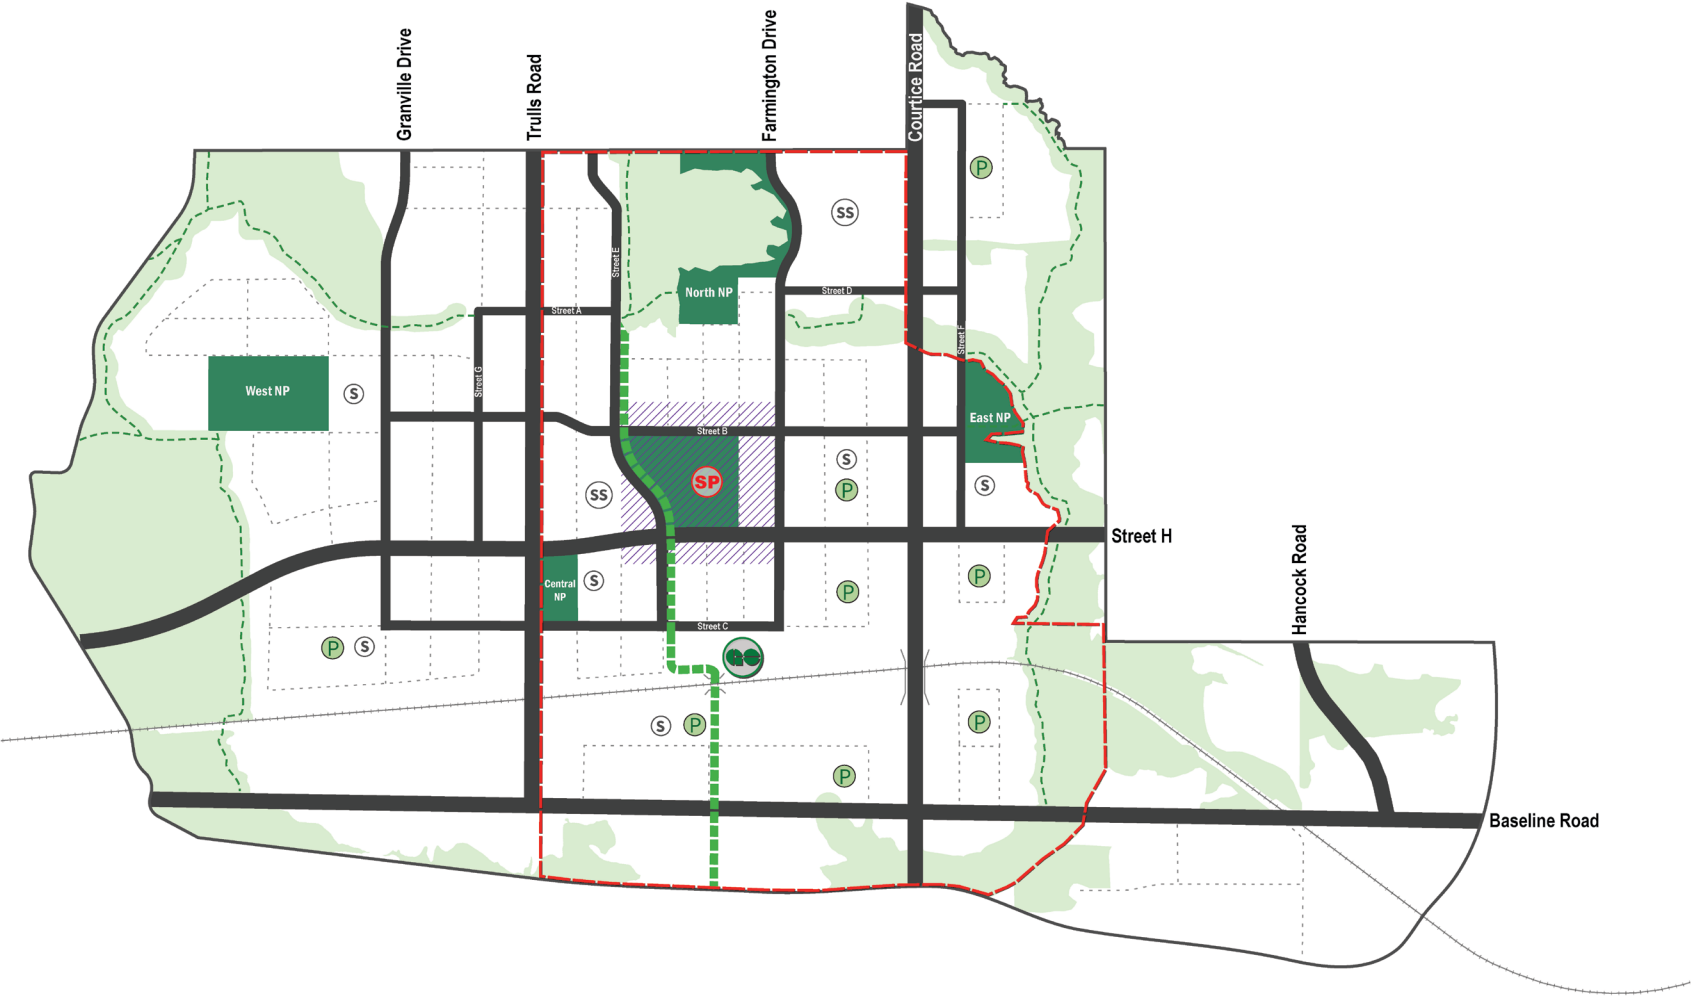 Granville Drive
Trulls Road
Farmington Drive
Courtice Road
P
SS
Street E
North NP
Street D
Street A
Street F
Street G
West NP
S
East NP
Street B
S
SP
P
SS
S
Street H
Hancock Road
Central
NP
S
P
P
Street C
P
S
GO
S
P
P
P
Baseline Road